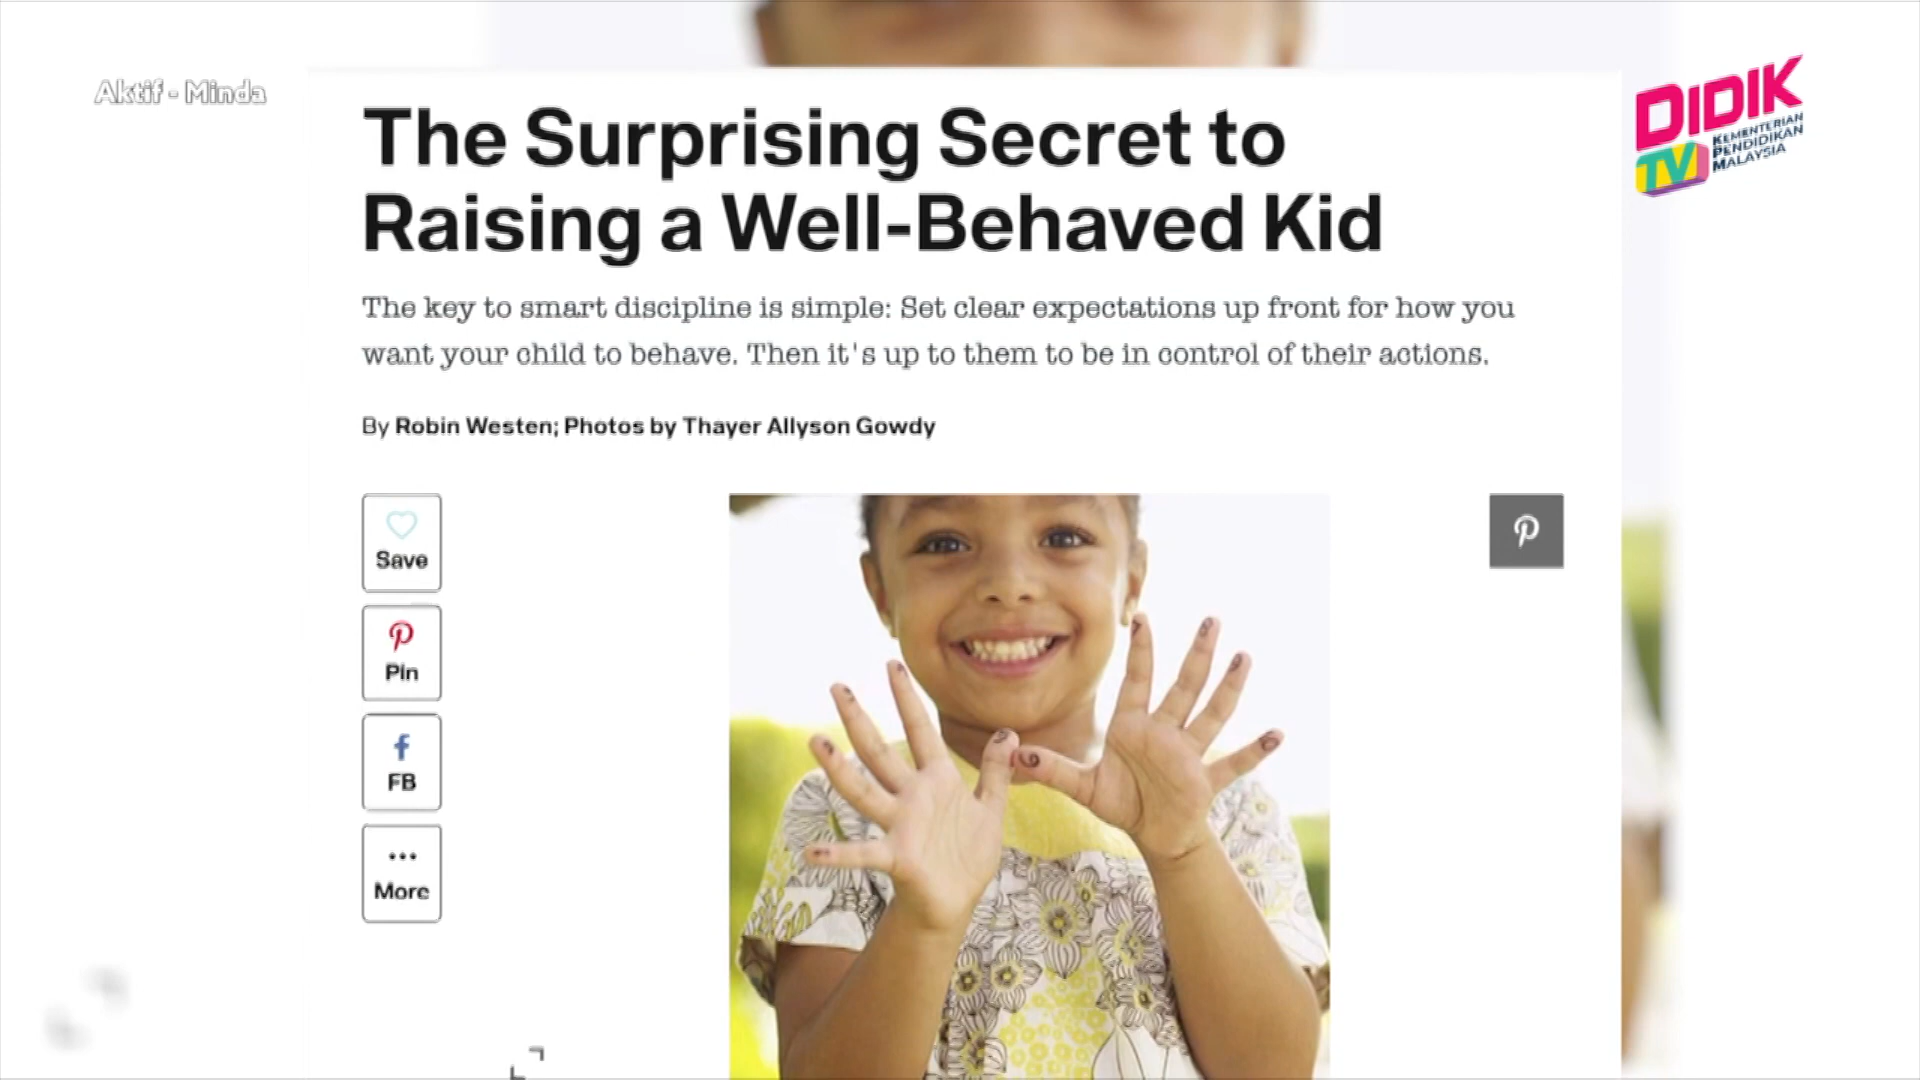 Aktif - Minda
DIDIK
TV
KEMENTERIAN
PENDIDIKAN
MALAYSIA
The Surprising Secret to
Raising a Well-Behaved Kid
The key to smart discipline is simple: Set clear expectations up front for how you
want your child to behave. Then it's up to them to be in control of their actions.
By Robin Westen; Photos by Thayer Allyson Gowdy
Save
Pin
FB
More